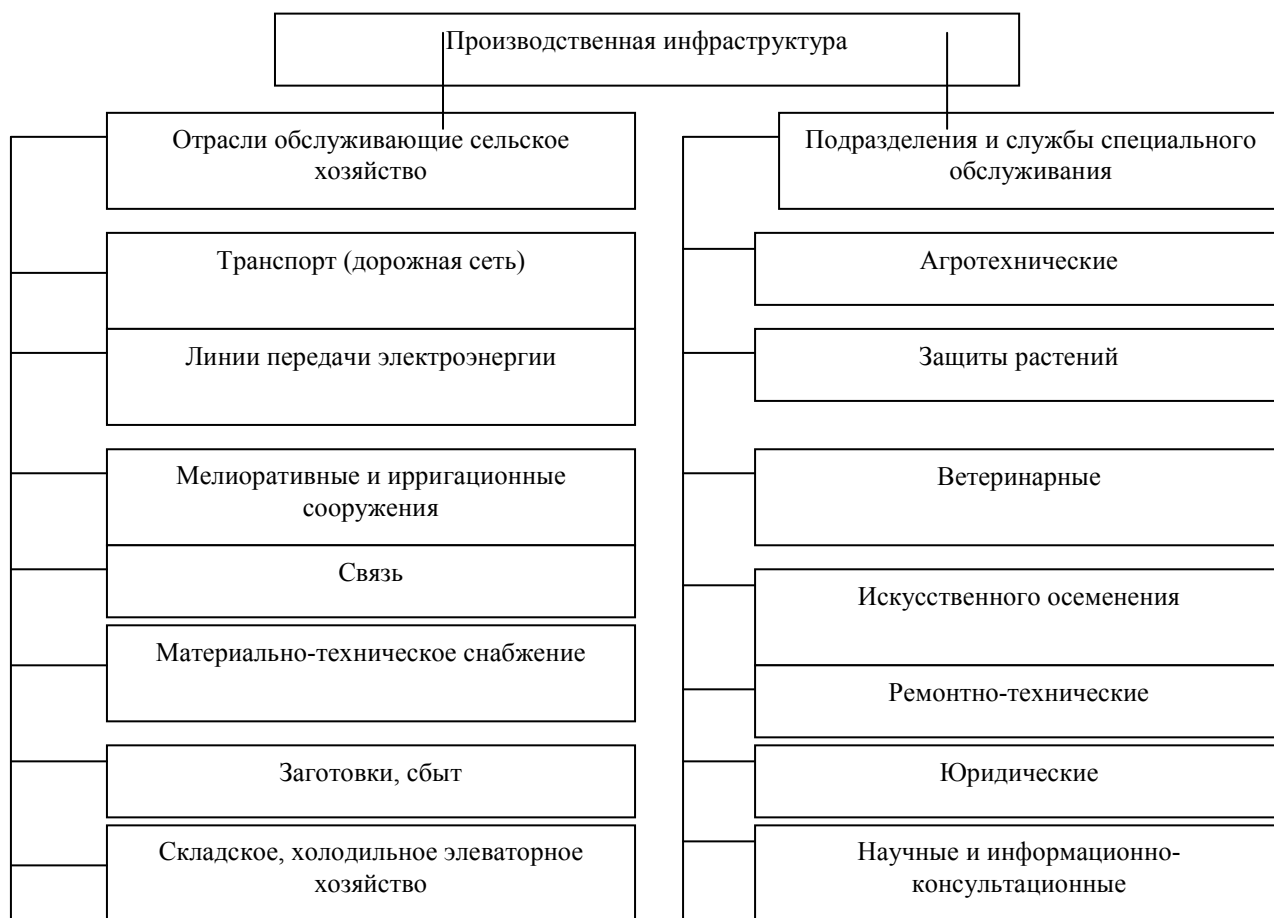 Производственная инфраструктура
Отрасли обслуживающие сельское
хозяйство
Транспорт (дорожная сеть)
Линии передачи электроэнергии
Мелиоративные и ирригационные
сооружения
Связь
Материально-техническое снабжение
Заготовки, сбыт
Складское, холодильное элеваторное
хозяйство
Подразделения и службы специального
обслуживания
Агротехнические
Защиты растений
Ветеринарные
Искусственного осеменения
Ремонтно-технические
Юридические
Научные и информационно-
консультационные